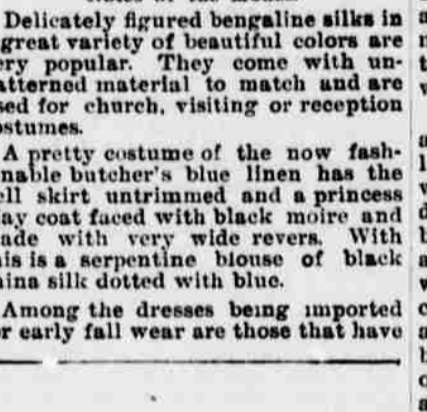 Delicately figured bengaline silks in
great variety of beautiful colors are
ery popular. They come with un-
atterned material to match and are
sed for church, visiting or reception
ostumes.
A pretty costume of the now fash-
nable butcher's blue linen has the
ell skirt untrimmed and a princess
ay coat faced with black moire and
ade with very wide revers. With
is is a serpentine blouse of black
ina silk dotted with blue.
Among the dresses being imported
r early fall wear are those that have